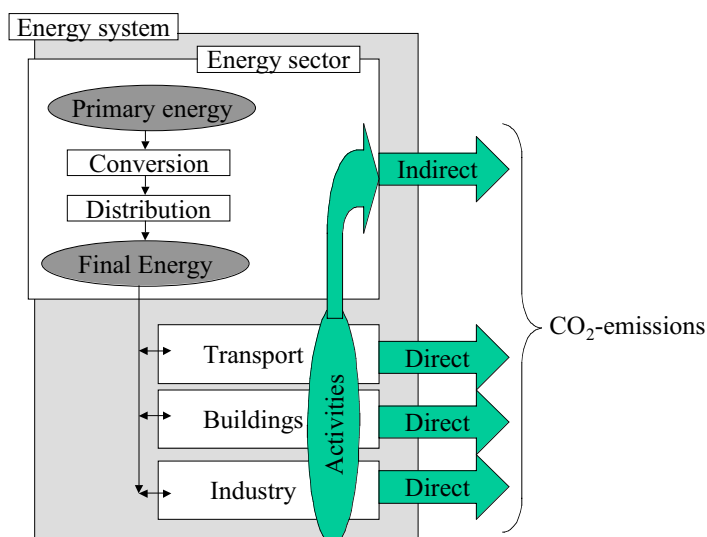 Energy system
Energy sector
Primary energy
Conversion
Distribution
Final Energy
Indirect
CO₂-emissions
Transport
Direct
Buildings
Direct
Industry
Direct
Activities